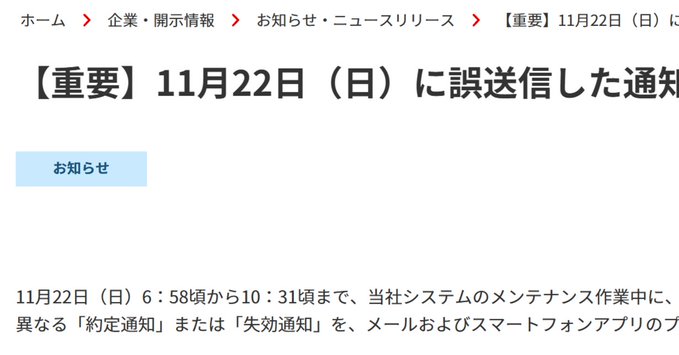 ホーム > 企業・開示情報 > お知らせ・ニュースリリース > 【重要】11月22日（日）に
【重要】11月22日（日）に誤送信した通知
お知らせ
11月22日（日）6：58頃から10：31頃まで、当社システムのメンテナンス作業中に、
異なる「約定通知」または「失効通知」を、メールおよびスマートフォンアプリのプ